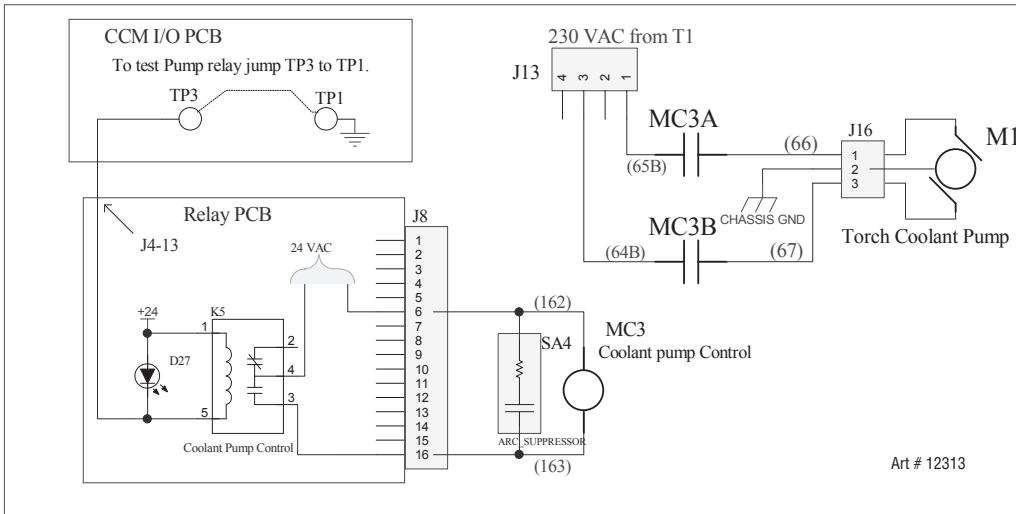 CCM I/O PCB
To test Pump relay jump TP3 to TP1.
TP3
TP1
230 VAC from T1
J13
4
3
2
1
MC3A
(65B)
(66)
J16
1
2
3
M1
CHASSIS GND
MC3B
(64B)
(67)
Torch Coolant Pump
Relay PCB
J4-13
J8
24 VAC
1
2
3
4
5
6
7
8
9
10
11
12
13
14
15
16
+24
K5
1
2
4
3
5
D27
Coolant Pump Control
(162)
SA4
MC3
Coolant pump Control
ARC_SUPPRESSOR
(163)
Art # 12313